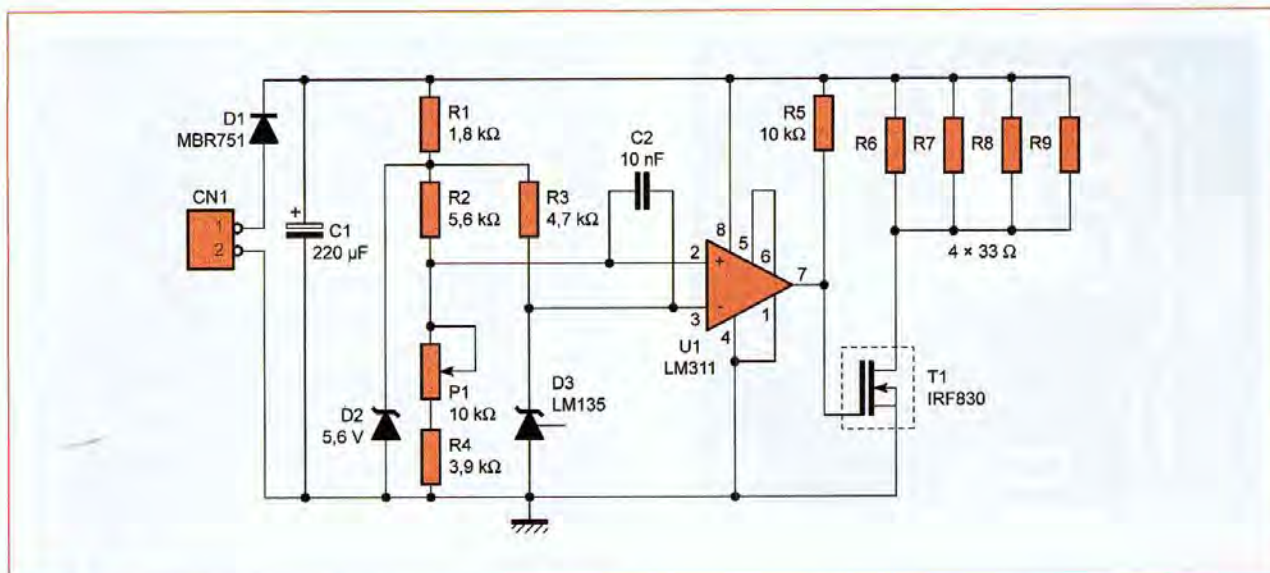 D1
MBR751
CN1
1
2
+
C1
220 µF
R1
1,8 kΩ
R2
5,6 kΩ
R3
4,7 kΩ
C2
10 nF
D2
5,6 V
P1
10 kΩ
R4
3,9 kΩ
D3
LM135
2
+
3
-
8
5
6
7
4
1
U1
LM311
R5
10 kΩ
R6
R7
R8
R9
4 × 33 Ω
T1
IRF830